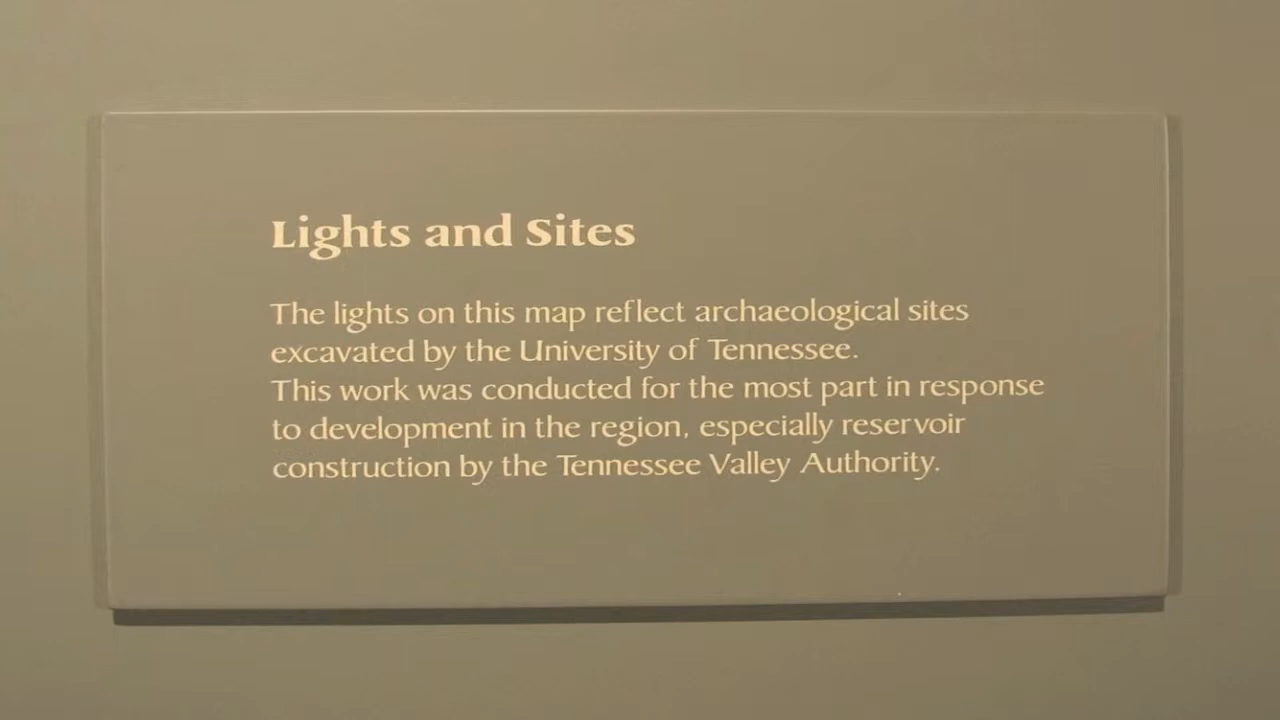 Lights and Sites
The lights on this map reflect archaeological sites
excavated by the University of Tennessee.
This work was conducted for the most part in response
to development in the region, especially reservoir
construction by the Tennessee Valley Authority.